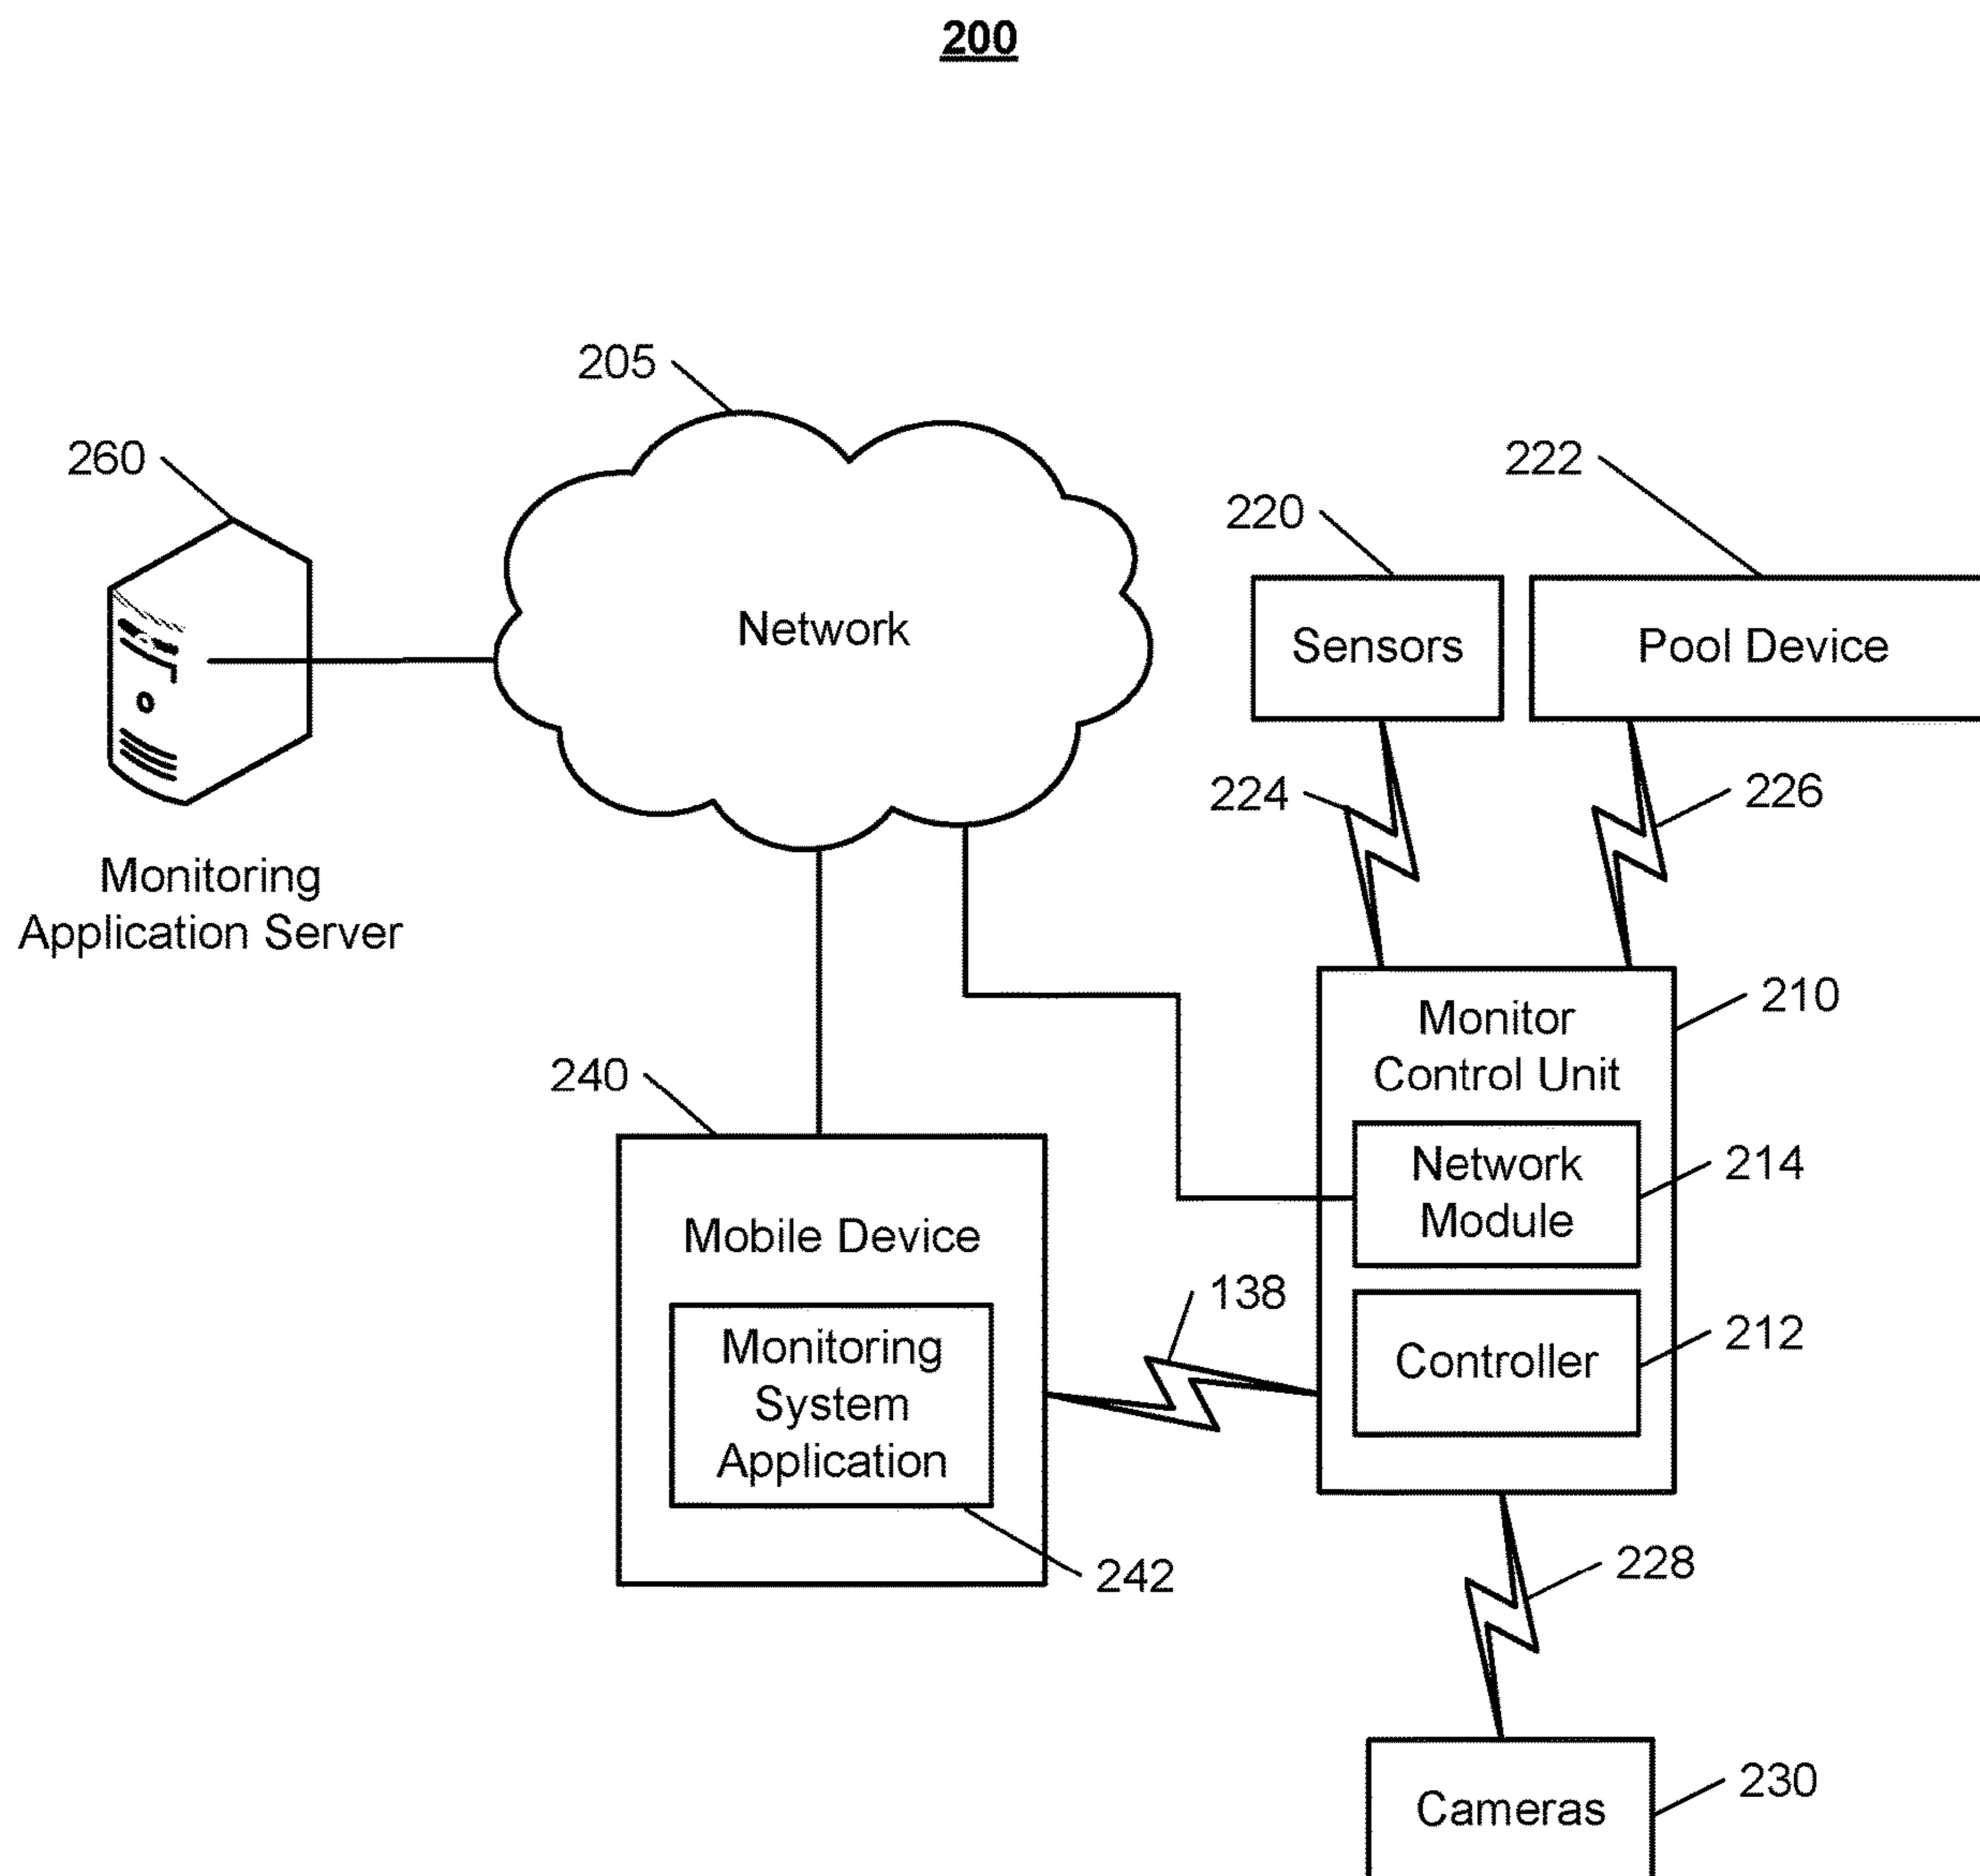 200
205
260
222
220
Network
Sensors
Pool Device
224
226
Monitoring
Application Server
210
Monitor
Control Unit
240
Network
Module
214
Mobile Device
138
Monitoring
System
Application
Controller
212
242
228
Cameras
230